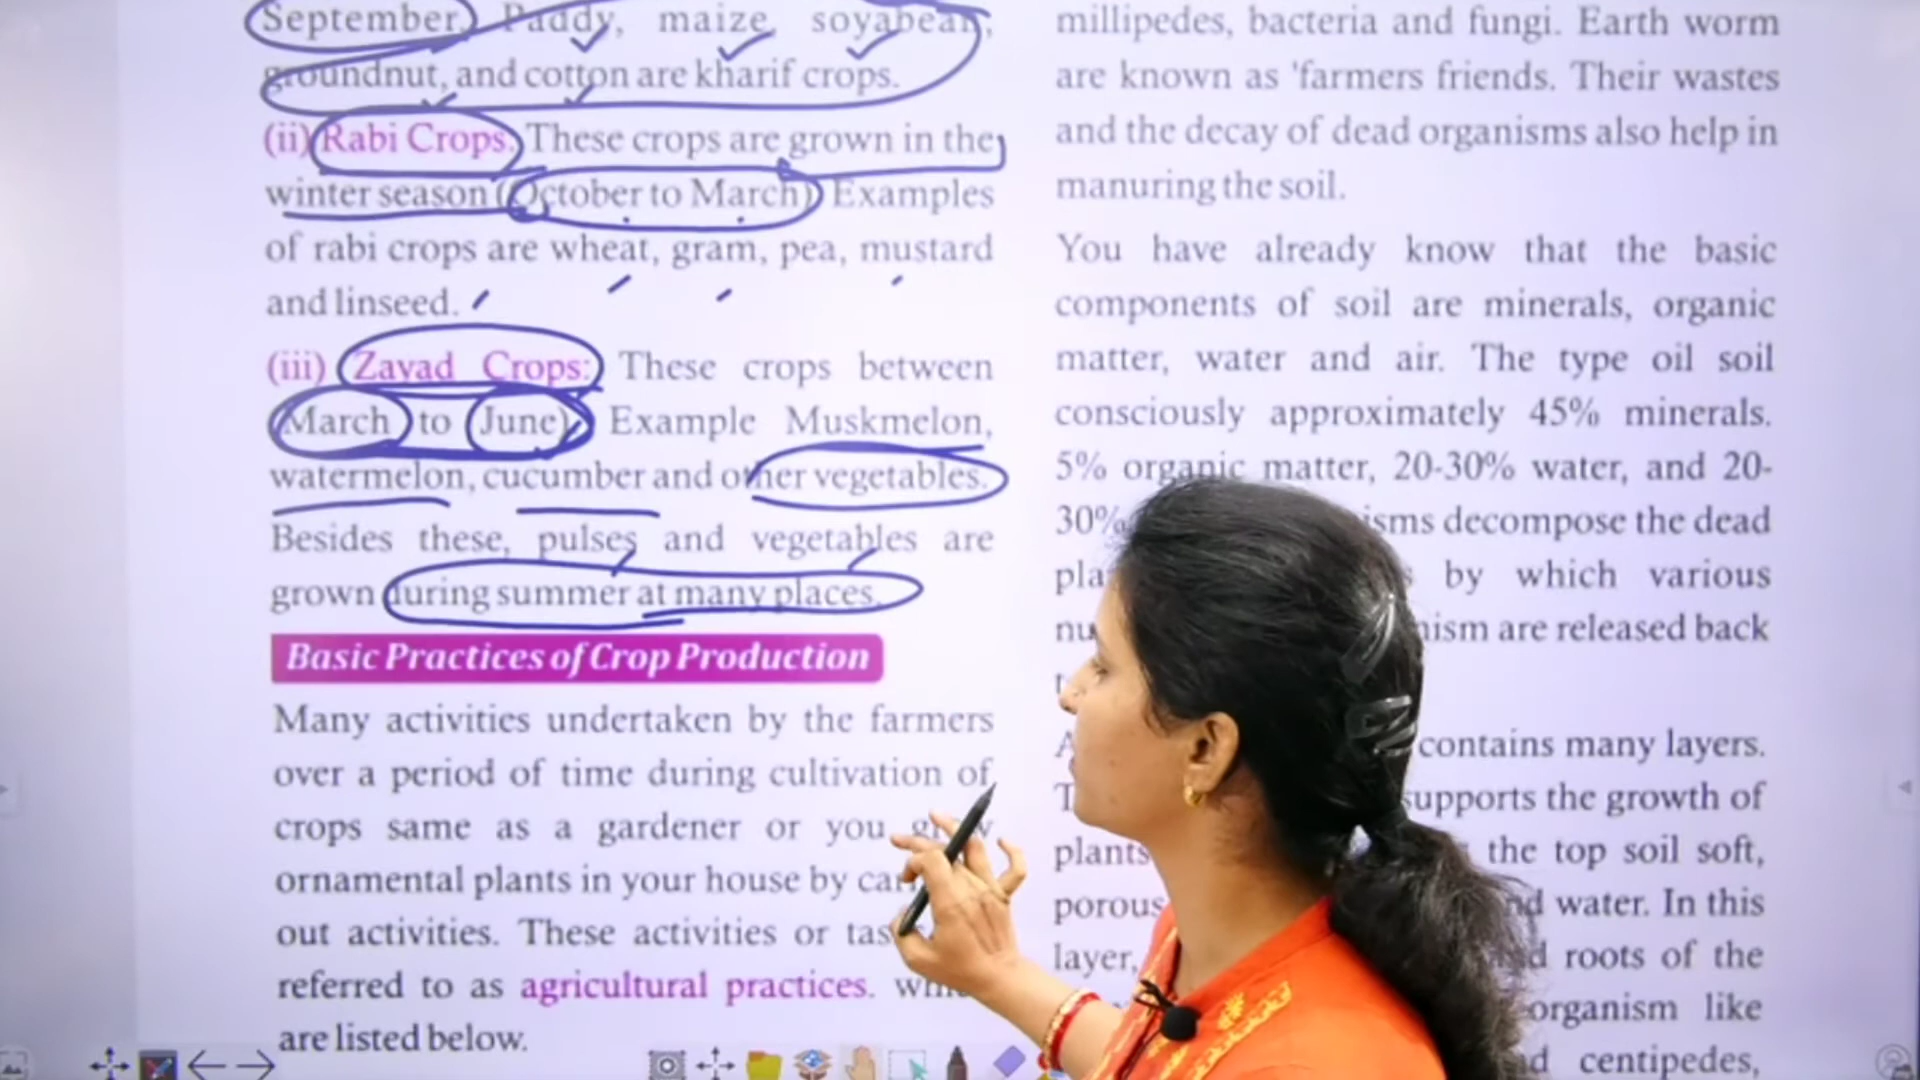 September. Paddy, maize, soyabean,
groundnut, and cotton are kharif crops.
(ii) Rabi Crops: These crops are grown in the
winter season (October to March) Examples
of rabi crops are wheat, gram, pea, mustard
and linseed.
(iii) Zayad Crops: These crops between
March to June) Example Muskmelon,
watermelon, cucumber and other vegetables.
Besides these, pulses and vegetables are
grown during summer at many places.
Basic Practices of Crop Production
Many activities undertaken by the farmers
over a period of time during cultivation of
crops same as a gardener or you grow
ornamental plants in your house by
out activities. These activities or
referred to as agricultural practices.
are listed below.
millipedes, bacteria and fungi. Earth worm
are known as 'farmers friends. Their wastes
and the decay of dead organisms also help in
manuring the soil.
You have already know that the basic
components of soil are minerals, organic
matter, water and air. The type oil soil
consciously approximately 45% minerals.
5% organic matter, 20-30% water, and 20-
30% decompose the dead
by which various
are released back
contains many layers.
supports the growth of
plants the top soil soft,
porous water. In this
layer, roots of the
organism like
centipedes,